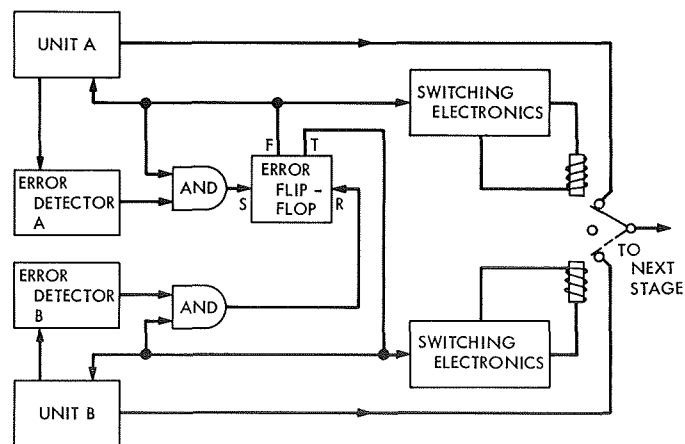 UNIT A
SWITCHING
ELECTRONICS
F
T
ERROR
DETECTOR
A
AND
S
ERROR
FLIP –
FLOP
R
TO
NEXT
STAGE
ERROR
DETECTOR
B
AND
SWITCHING
ELECTRONICS
UNIT B